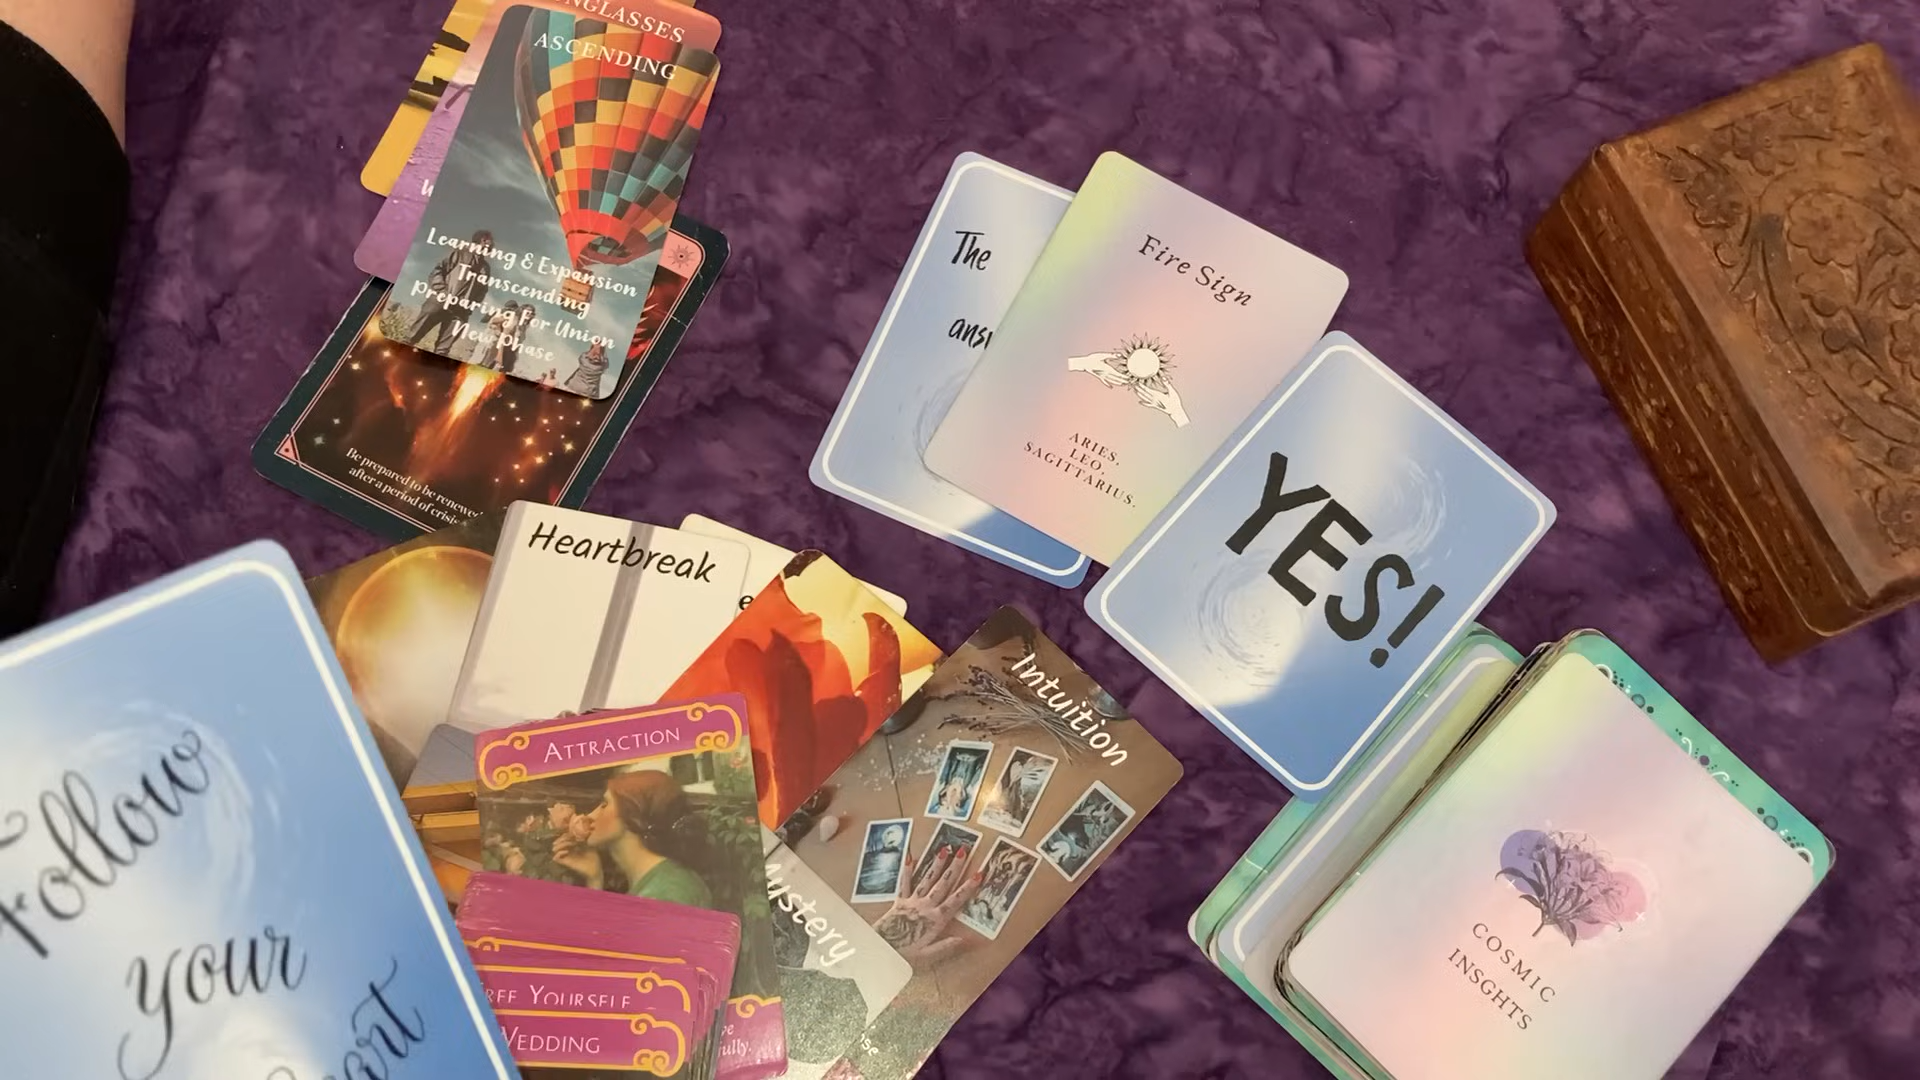 ASCENDING
Learning & Expansion
Transcending
Preparing For Union
New Phase
Be prepared to be renewed
after a period of crisis
The
Fire Sign
ARIES.
LEO.
SAGITTARIUS.
YES!
Heartbreak
Intuition
ATTRACTION
YOURSELF
WEDDING
COSMIC
INSGHTS
Follow
your